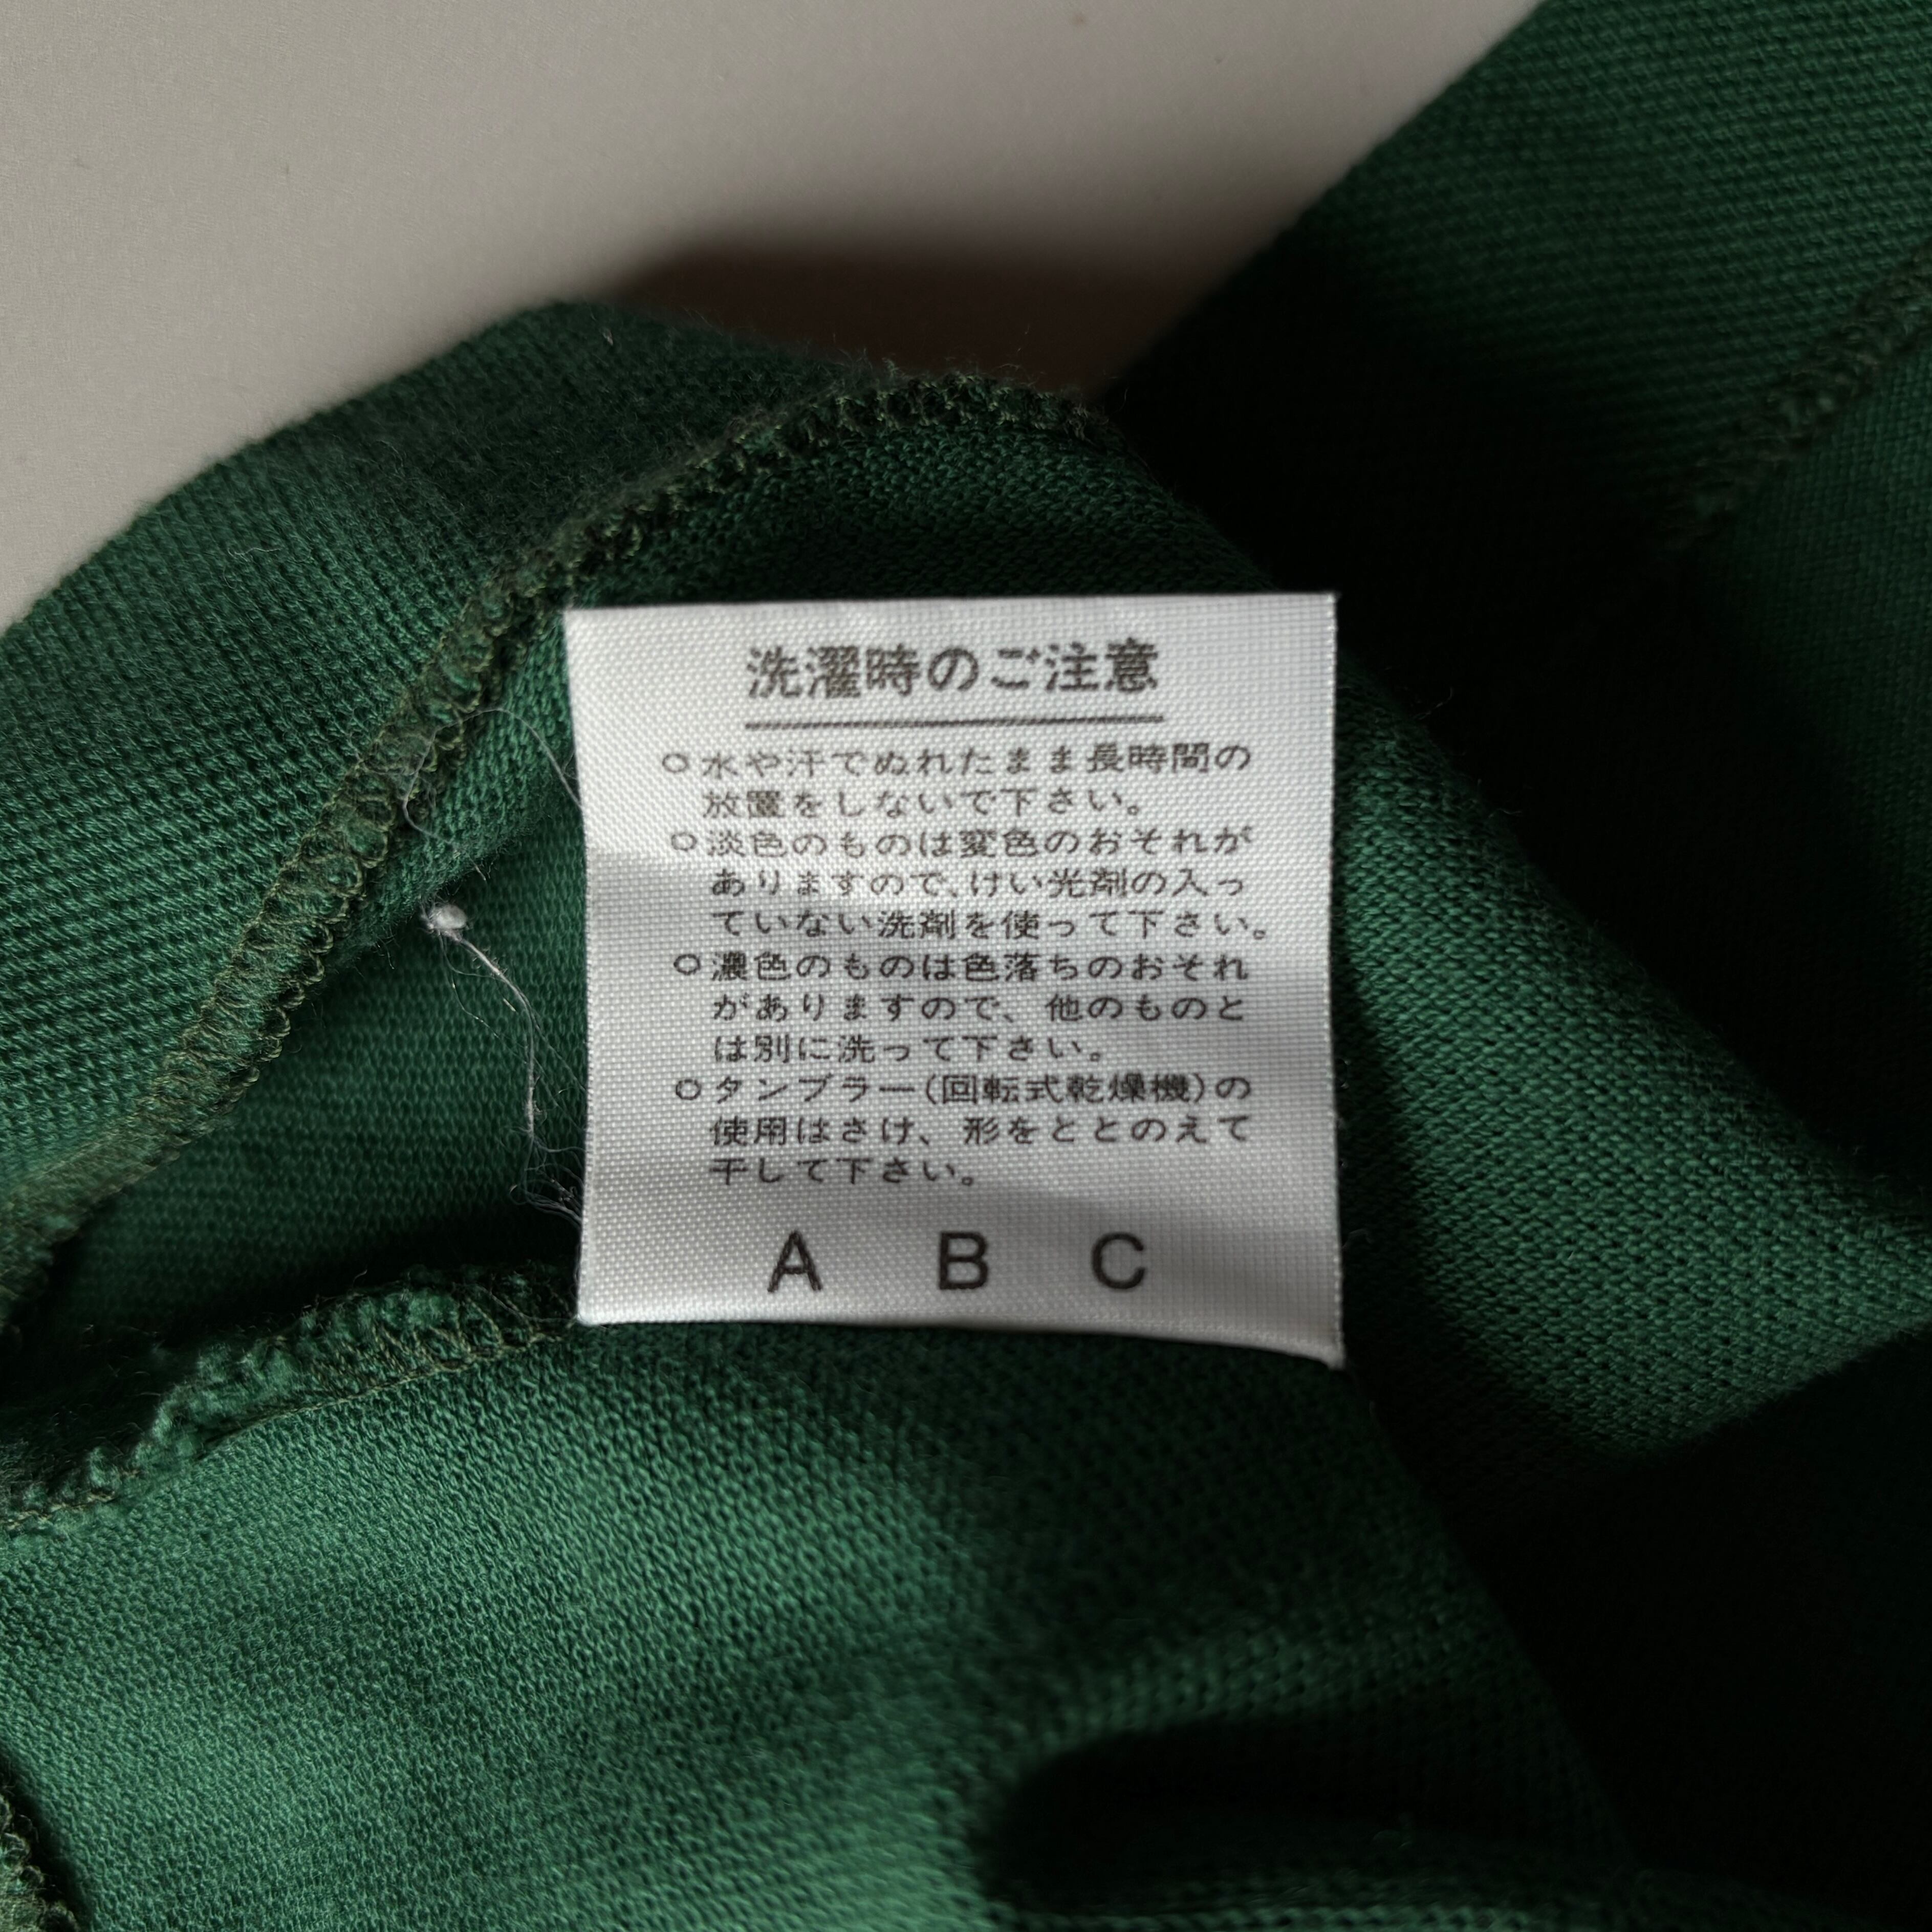 洗濯時のご注意
○水や汗でぬれたまま長時間の
放置をしないで下さい。
○淡色のものは変色のおそれが
ありますので､けい光剤の入っ
ていない洗剤を使って下さい。
○濃色のものは色落ちのおそれ
がありますので、他のものと
は別に洗って下さい。
○タンブラー(回転式乾燥機)の
使用はさけ、形をととのえて
干して下さい。
A B C